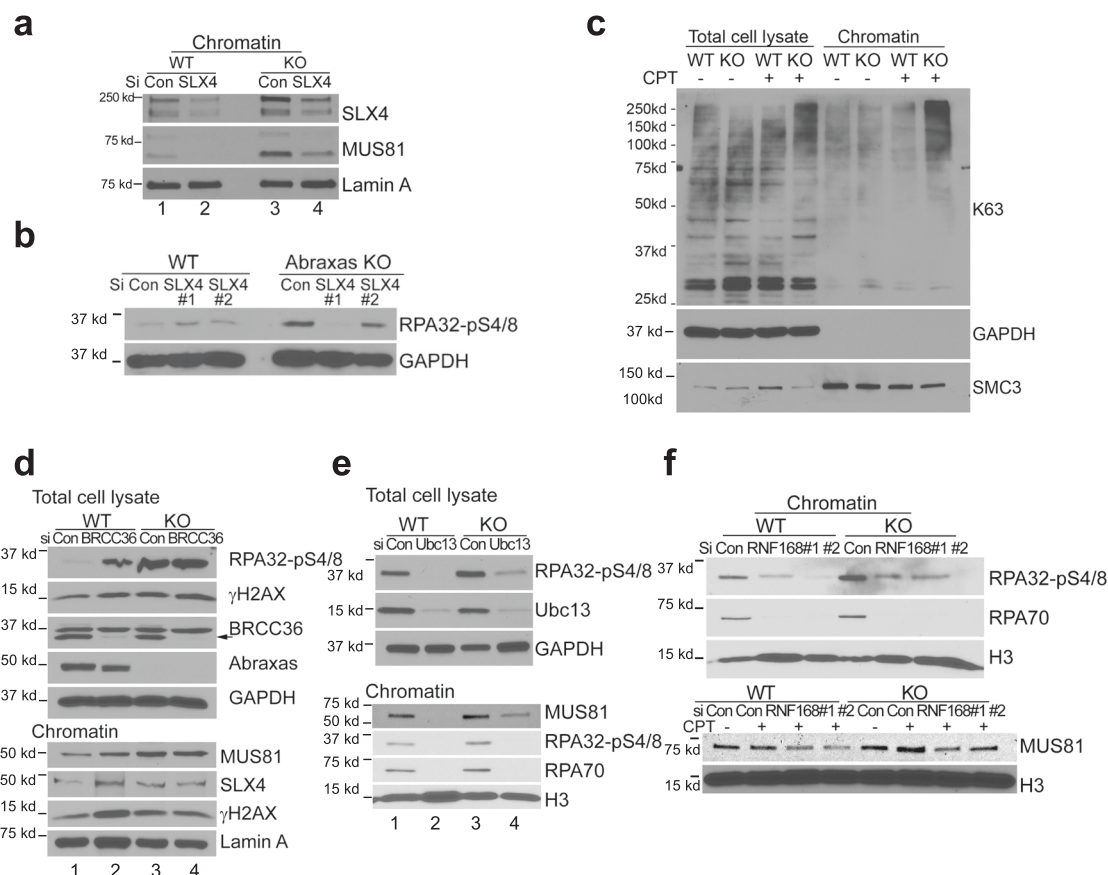 a
Chromatin
WT KO
Si Con SLX4 Con SLX4
250 kd
SLX4
75 kd
MUS81
75 kd
Lamin A
1 2 3 4
b
WT Abraxas KO
Si Con SLX4 SLX4 Con SLX4 SLX4
#1 #2 #1 #2
37 kd
RPA32-pS4/8
37 kd
GAPDH
c
Total cell lysate Chromatin
WT KO WT KO WT KO WT KO
CPT - - + + - - + +
250kd
150kd
100kd
75kd
50kd
37kd
25kd
K63
37 kd
GAPDH
150 kd
100kd
SMC3
d
Total cell lysate
WT KO
si Con BRCC36 Con BRCC36
37 kd
RPA32-pS4/8
15 kd
γH2AX
37 kd
BRCC36
50 kd
Abraxas
37 kd
GAPDH
Chromatin
50 kd
MUS81
50 kd
SLX4
15 kd
γH2AX
75 kd
Lamin A
1 2 3 4
e
Total cell lysate
WT KO
si Con Ubc13 Con Ubc13
37 kd
RPA32-pS4/8
15 kd
Ubc13
37 kd
GAPDH
Chromatin
75 kd
50 kd
MUS81
37 kd
RPA32-pS4/8
75 kd
RPA70
15 kd
H3
1 2 3 4
f
Chromatin
WT KO
Si Con RNF168#1 #2 Con RNF168#1 #2
37 kd
RPA32-pS4/8
75 kd
RPA70
15 kd
H3
WT KO
si Con Con RNF168#1 #2 Con Con RNF168#1 #2
CPT - + + + - + + +
75 kd
MUS81
15 kd
H3